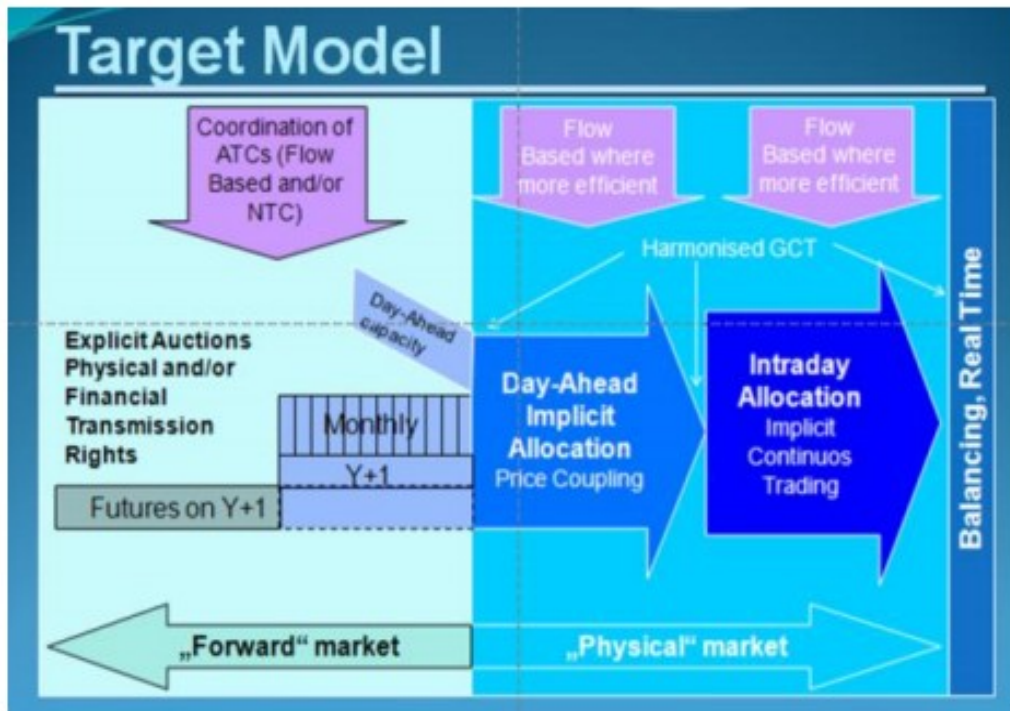 Target Model
Coordination of
ATCs (Flow
Based and/or
NTC)
Flow
Based where
more efficient
Flow
Based where
more efficient
Harmonised GCT
Day-Ahead
capacity
Explicit Auctions
Physical and/or
Financial
Transmission
Rights
Monthly
Y+1
Futures on Y+1
Day-Ahead
Implicit
Allocation
Price Coupling
Intraday
Allocation
Implicit
Continuos
Trading
Balancing, Real Time
„Forward“ market
„Physical“ market